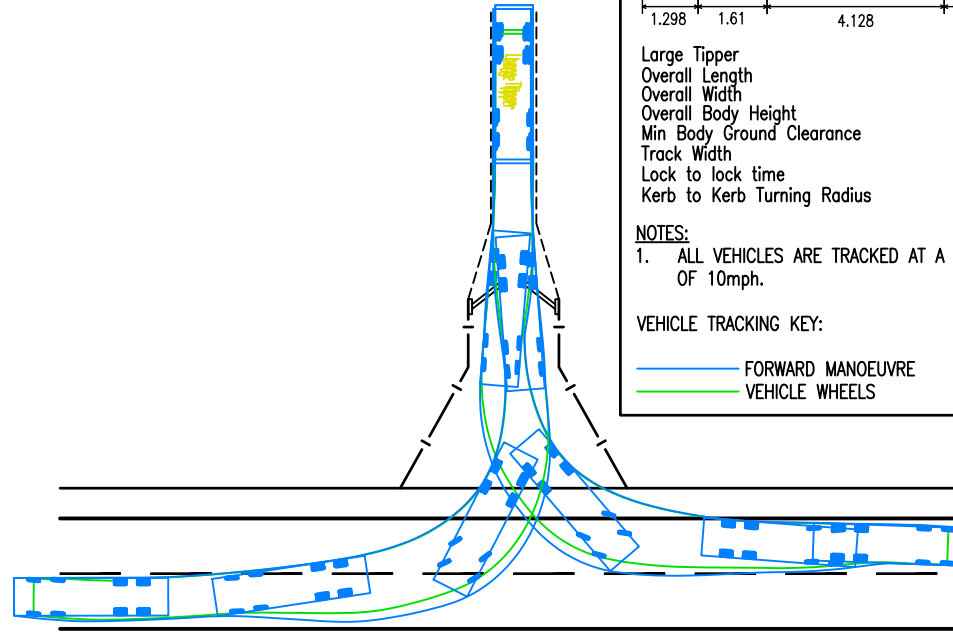 1.298 1.61 4.128
Large Tipper
Overall Length
Overall Width
Overall Body Height
Min Body Ground Clearance
Track Width
Lock to lock time
Kerb to Kerb Turning Radius
NOTES:
1. ALL VEHICLES ARE TRACKED AT A
OF 10mph.
VEHICLE TRACKING KEY:
FORWARD MANOEUVRE
VEHICLE WHEELS